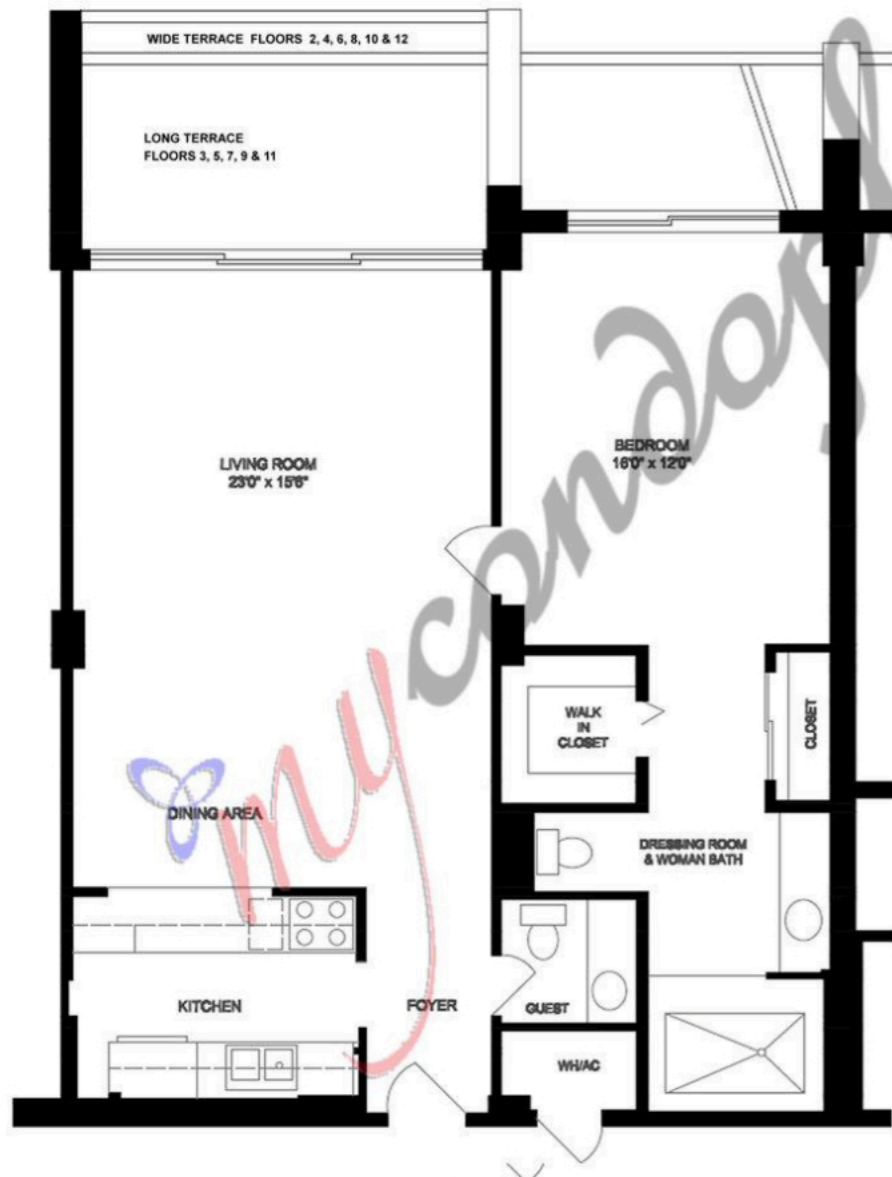 WIDE TERRACE FLOORS 2, 4, 6, 8, 10 & 12
LONG TERRACE
FLOORS 3, 5, 7, 9 & 11
LIVING ROOM
23'0" x 15'6"
BEDROOM
16'0" x 12'0"
WALK
IN
CLOSET
CLOSET
DINING AREA
DRESSING ROOM
& WOMAN BATH
KITCHEN
FOYER
GUEST
WH/AC